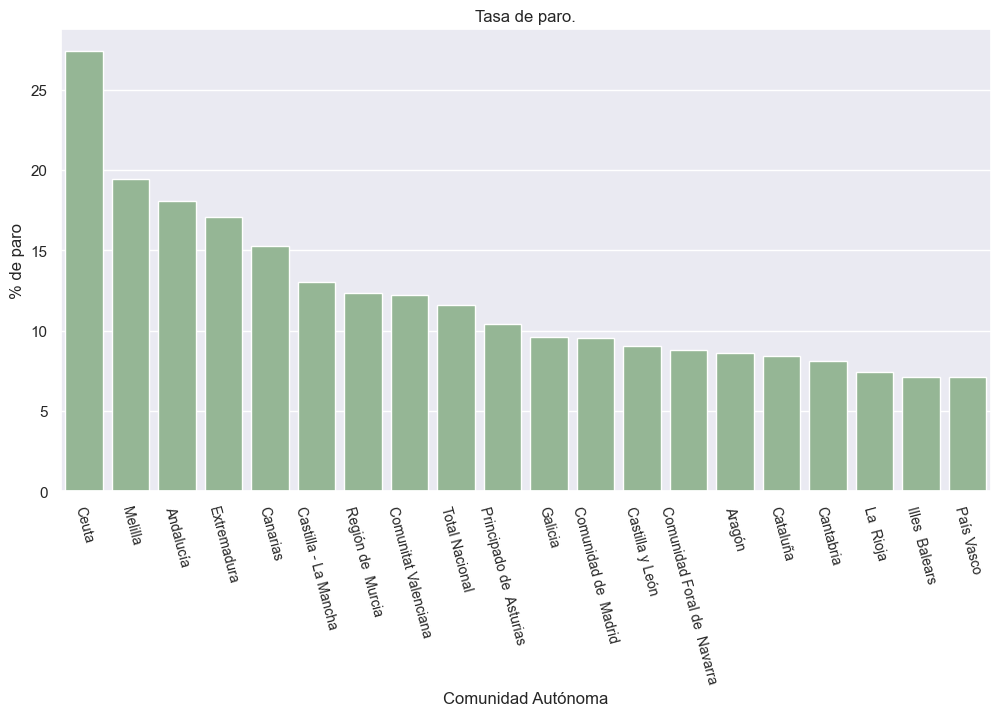 Tasa de paro.
% de paro
25
20
15
10
5
0
Ceuta
Melilla
Andalucía
Extremadura
Canarias
Castilla - La Mancha
Región de  Murcia
Comunitat Valenciana
Total Nacional
Principado de  Asturias
Galicia
Comunidad de  Madrid
Castilla y León
Comunidad Foral de  Navarra
Aragón
Cataluña
Cantabria
La  Rioja
Illes  Balears
País Vasco
Comunidad Autónoma